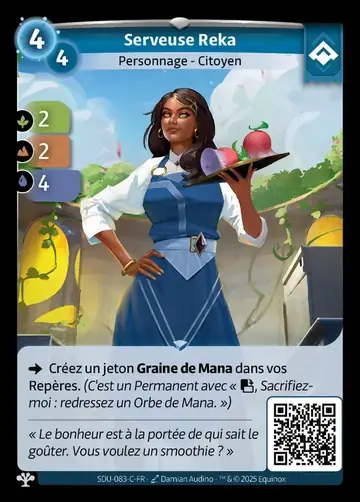 4
4
Serveuse Reka
Personnage - Citoyen
2
2
4
Créez un jeton Graine de Mana dans vos
Repères. (C'est un Permanent avec « , Sacrifiez-
moi : redressez un Orbe de Mana. »)
« Le bonheur est à la portée de qui sait le
goûter. Vous voulez un smoothie ? »
SDU-083-C-FR - Damian Audino - ™ & © 2025 Equinox